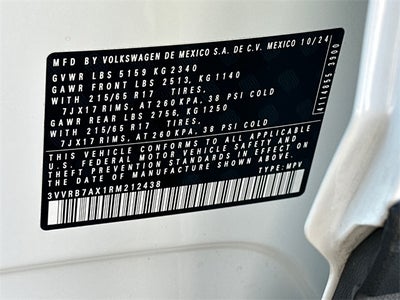 MFD BY VOLKSWAGEN DE MEXICO S.A. DE C.V. MEXICO 10/24
GVWR LBS 5159 KG 2340
GAWR FRONT LBS 2513, KG 1140
WITH 215/65 R17 TIRES.
7JX17 RIMS, AT 260 KPA, 38 PSI COLD
GAWR REAR LBS 2756, KG 1250
WITH 215/65 R17 TIRES.
7JX17 RIMS, AT 260 KPA, 38 PSI COLD
THIS VEHICLE CONFORMS TO ALL APPLICABLE
U.S. FEDERAL MOTOR VEHICLE SAFETY AND
THEFT PREVENTION STANDARDS IN EFFECT ON
THE DATE OF MANUFACTURE SHOWN ABOVE.
3VVRB7AX1RM212438 TYPE: MPV